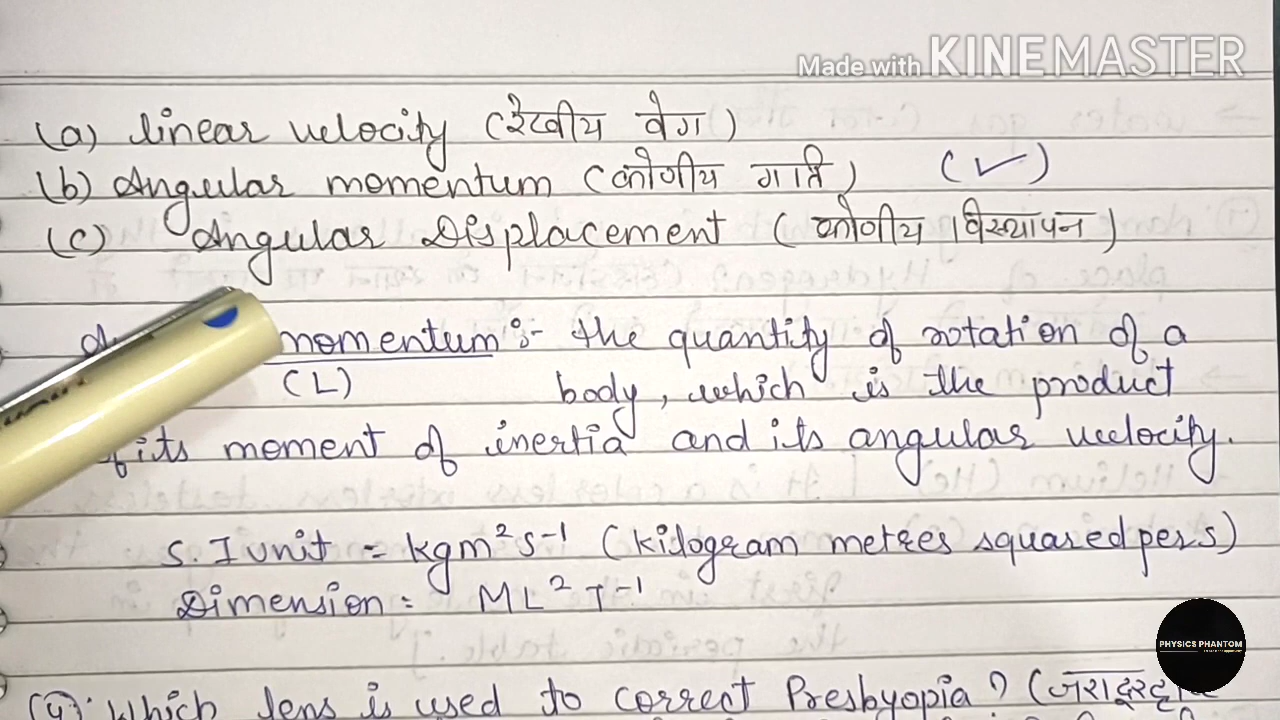 Made with KINEMASTER
(a) linear velocity (रेखीय वेग)
(b) Angular momentum (कोणीय गति) (✓)
(c) Angular Displacement (कोणीय विस्थापन)
momentum :- the quantity of rotation of a
(L) body, which is the product
of its moment of inertia and its angular velocity.
S.I unit = kgm²s⁻¹ (kilogram metres squared per s)
Dimension = ML²T⁻¹
PHYSICS PHANTOM
Which lens is used to correct Presbyopia? (